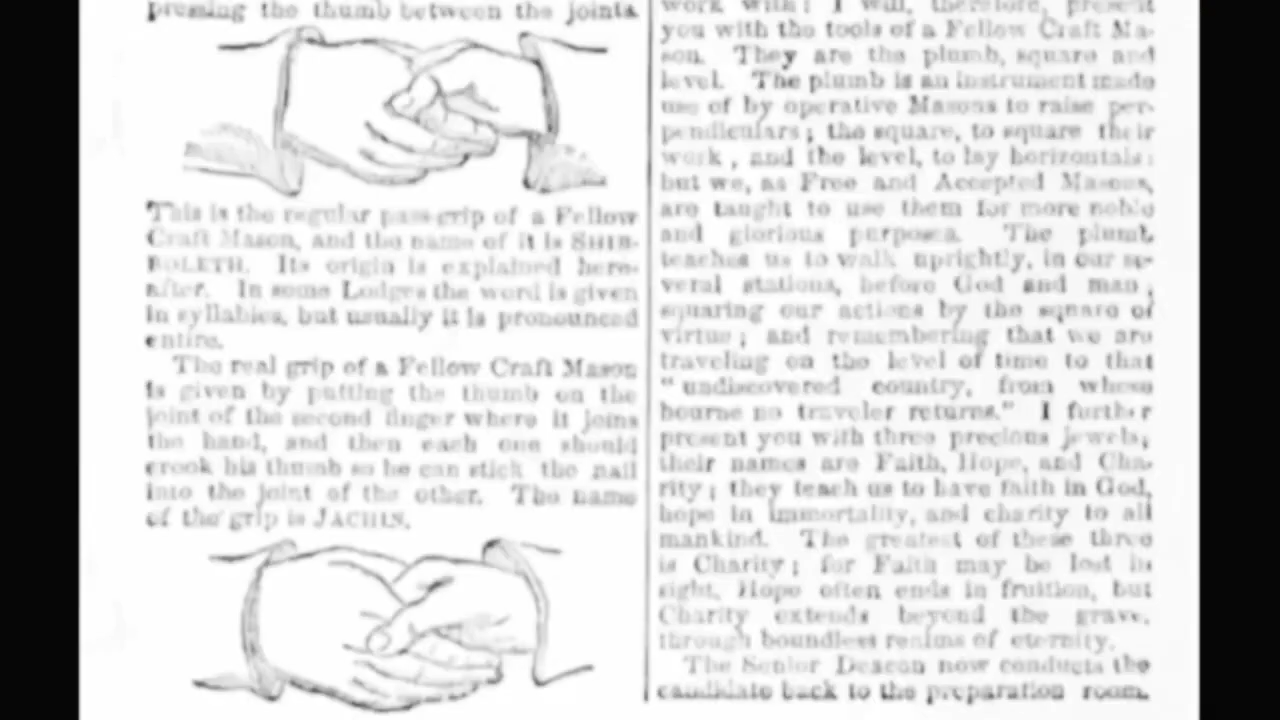 pressing the thumb between the joints.
This is the regular pass-grip of a Fellow
Craft Mason, and the name of it is SHIB-
BOLETH. Its origin is explained here-
after. In some Lodges the word is given
in syllables, but usually it is pronounced
entire.
The real grip of a Fellow Craft Mason
is given by putting the thumb on the
joint of the second finger where it joins
the hand, and then each one should
crook his thumb so he can stick the nail
into the joint of the other. The name
of the grip is JACHIN.
work with: I will, therefore, present
you with the tools of a Fellow Craft Ma-
son. They are the plumb, square and
level. The plumb is an instrument made
use of by operative Masons to raise per-
pendiculars; the square, to square their
work, and the level, to lay horizontals;
but we, as Free and Accepted Masons,
are taught to use them for more noble
and glorious purposes. The plumb
teaches us to walk uprightly, in our se-
veral stations, before God and man,
squaring our actions by the square of
virtue; and remembering that we are
traveling on the level of time to that
"undiscovered country, from whose
bourne no traveler returns." I further
present you with three precious jewels;
their names are Faith, Hope, and Cha-
rity; they teach us to have faith in God,
hope in immortality, and charity to all
mankind. The greatest of these three
is Charity; for Faith may be lost in
sight, Hope often ends in fruition, but
Charity extends beyond the grave,
through boundless realms of eternity.
The Senior Deacon now conducts the
candidate back to the preparation room.